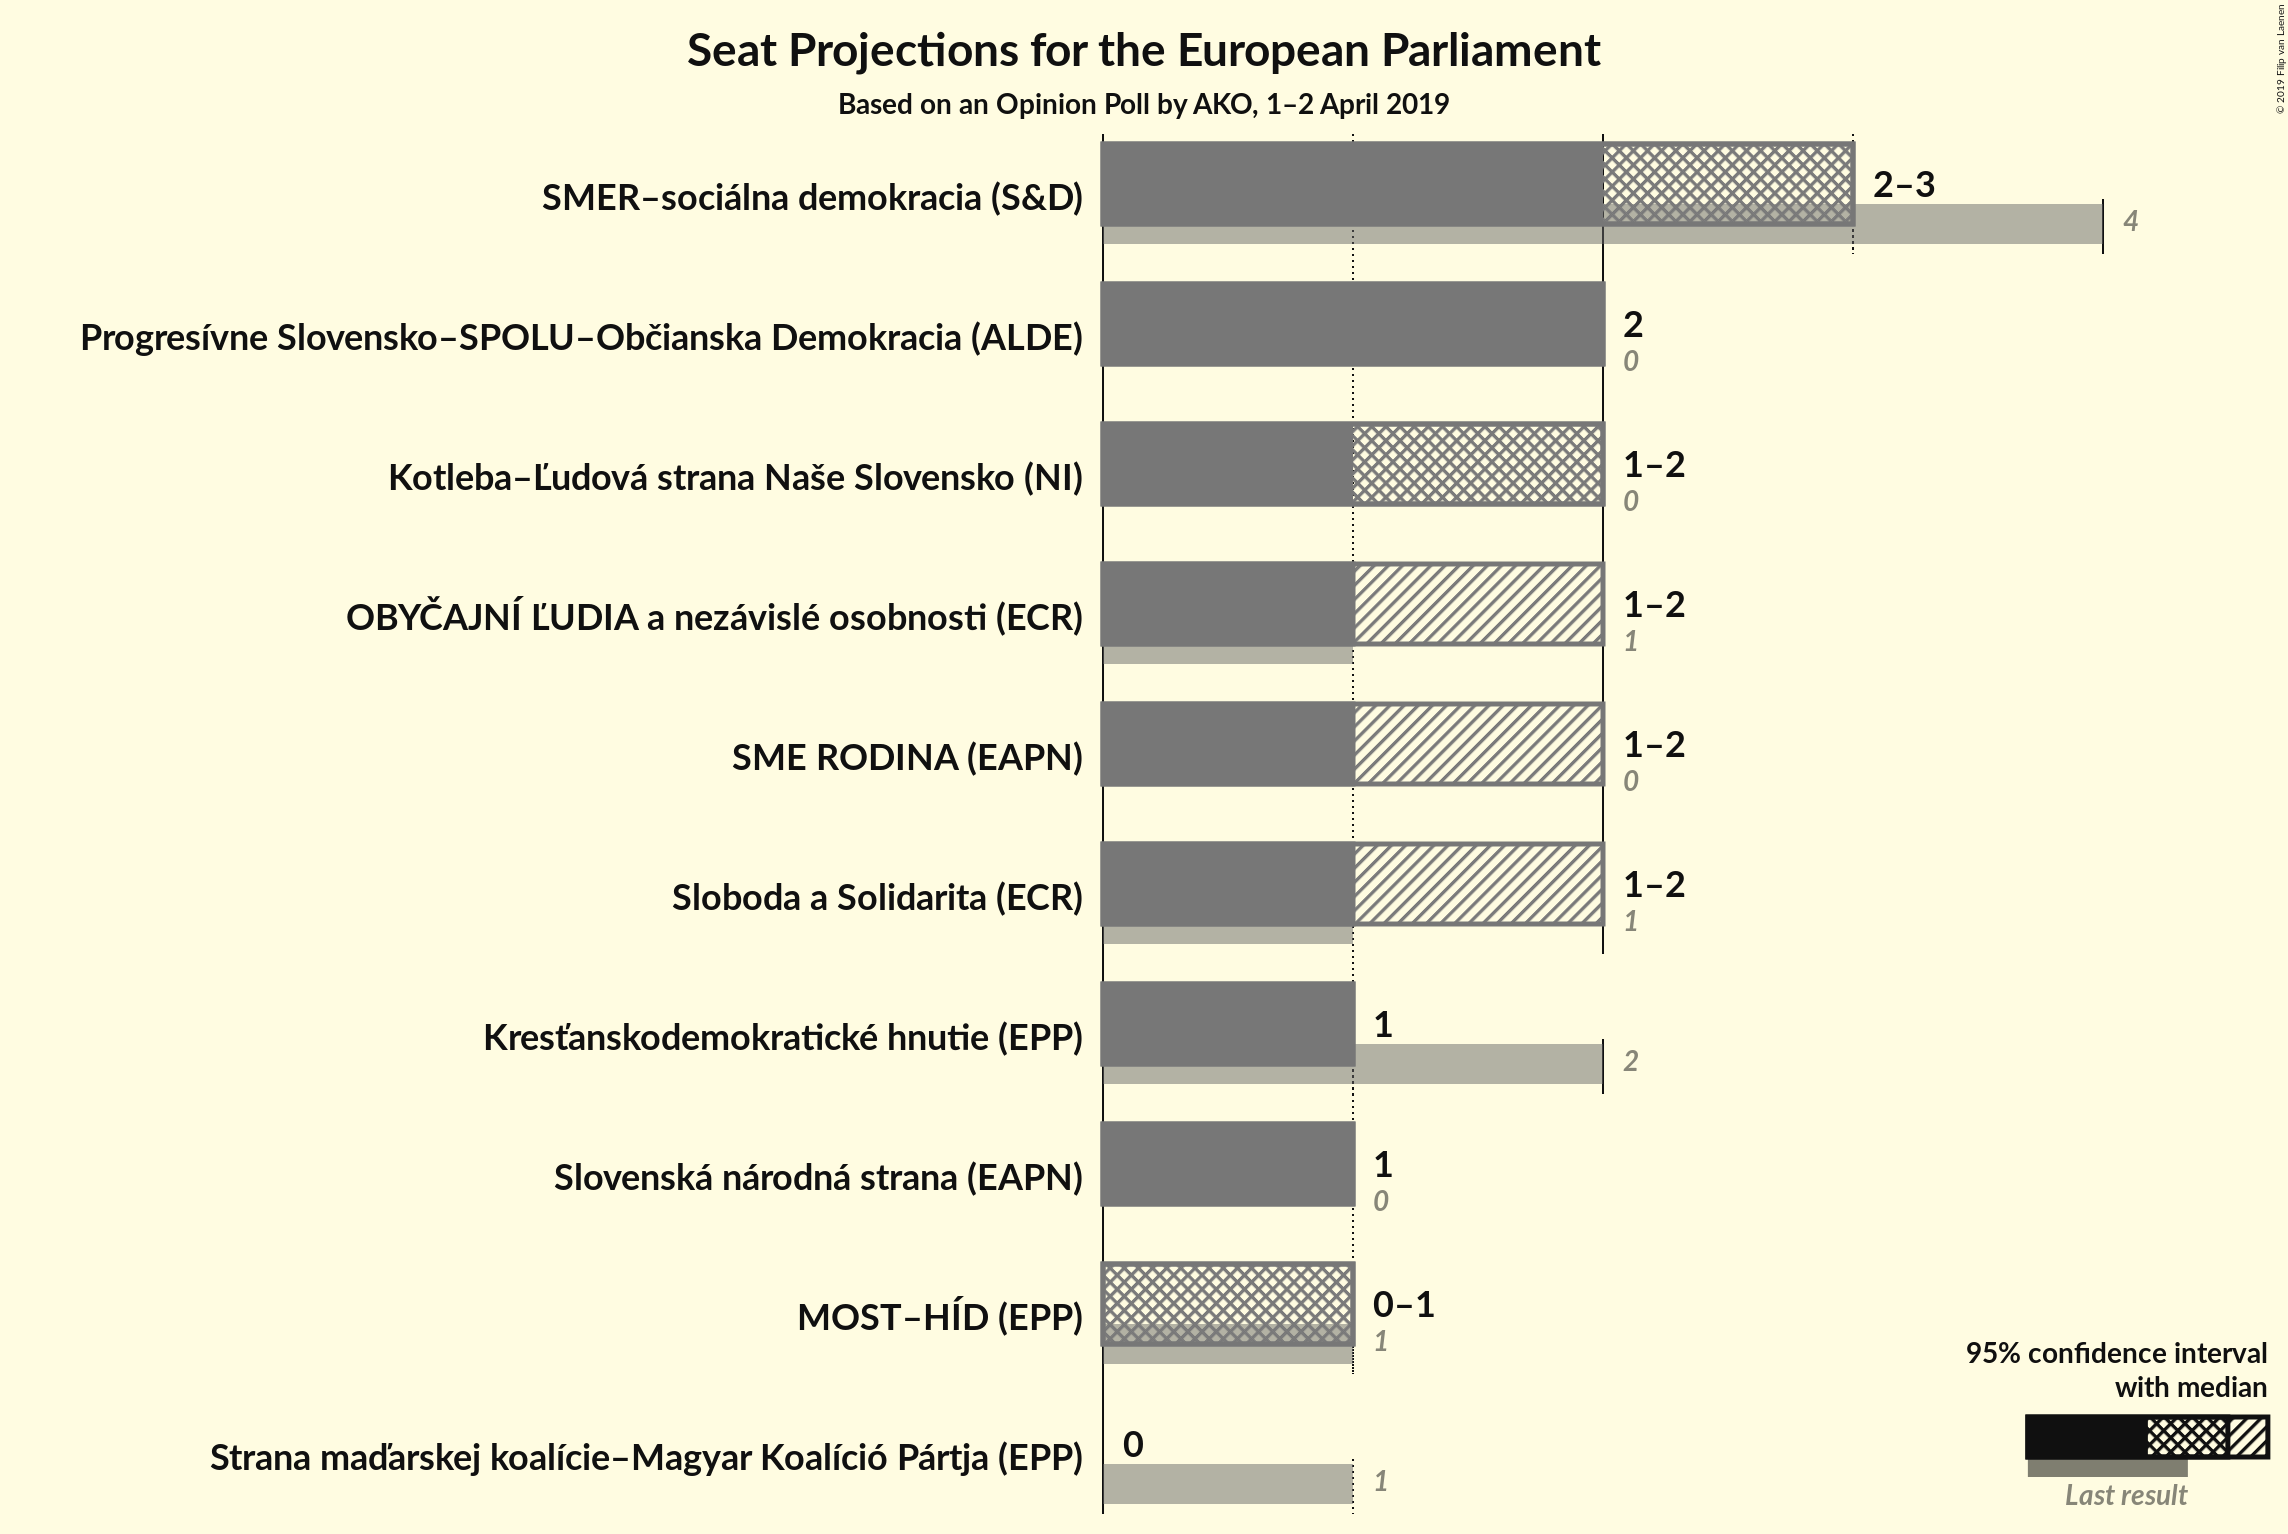 Seat Projections for the European Parliament
Based on an Opinion Poll by AKO, 1–2 April 2019
© 2019 Filip van Laenen
SMER–sociálna demokracia (S&D)
2–3
4
Progresívne Slovensko–SPOLU–Občianska Demokracia (ALDE)
2
0
Kotleba–Ľudová strana Naše Slovensko (NI)
1–2
0
OBYČAJNÍ ĽUDIA a nezávislé osobnosti (ECR)
1–2
1
SME RODINA (EAPN)
1–2
0
Sloboda a Solidarita (ECR)
1–2
1
Kresťanskodemokratické hnutie (EPP)
1
2
Slovenská národná strana (EAPN)
1
0
MOST–HÍD (EPP)
0–1
1
Strana maďarskej koalície–Magyar Koalíció Pártja (EPP)
0
1
95% confidence interval
with median
Last result